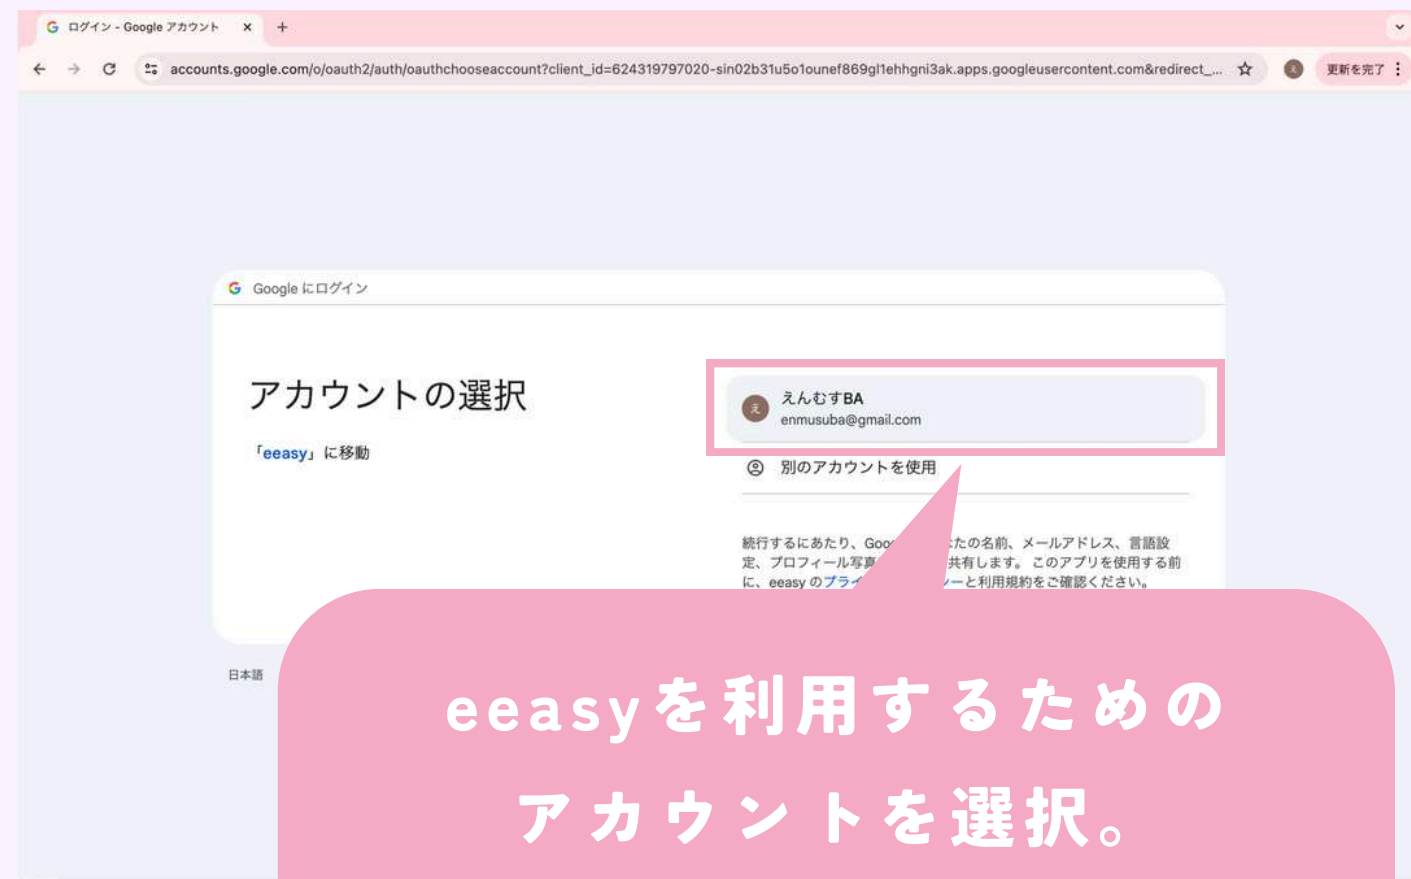 ログイン - Google アカウント
accounts.google.com/o/oauth2/auth/oauthchooseaccount?client_id=624319797020-sin02b31u5o1ounef869gl1ehhgni3ak.apps.googleusercontent.com&redirect_...
更新を完了
Google にログイン
アカウントの選択
「eeasy」に移動
え
えんむすBA
enmusuba@gmail.com
別のアカウントを使用
続行するにあたり、Goo たの名前、メールアドレス、言語設
定、プロフィール写真 共有します。このアプリを使用する前
に、eeasy のプライ ーと利用規約をご確認ください。
日本語
eeasyを利用するための
アカウントを選択。